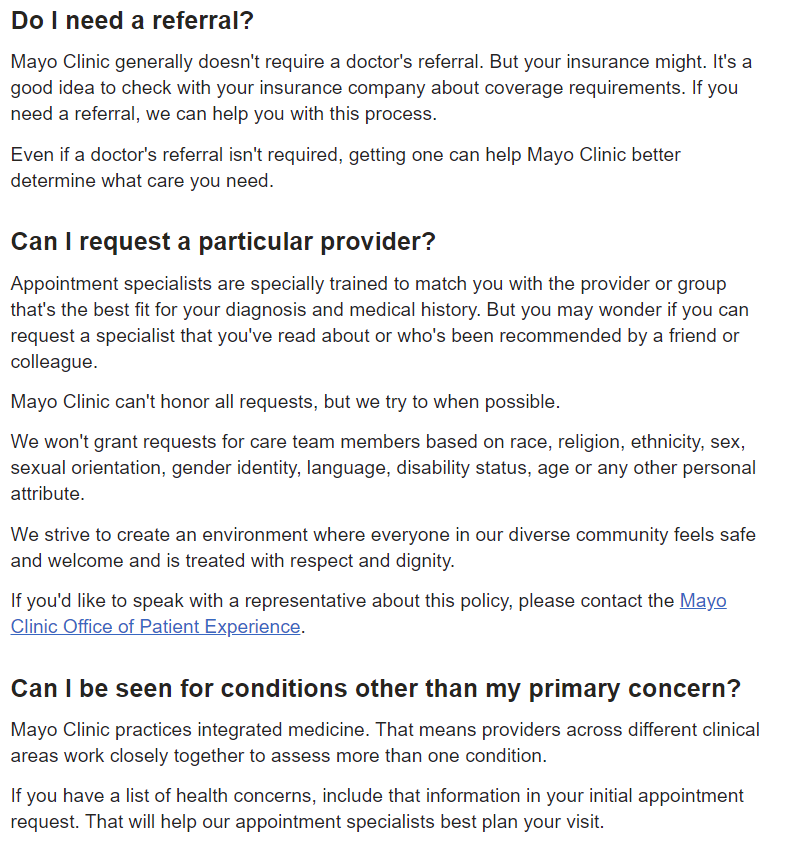 Do I need a referral?
Mayo Clinic generally doesn't require a doctor's referral. But your insurance might. It's a
good idea to check with your insurance company about coverage requirements. If you
need a referral, we can help you with this process.
Even if a doctor's referral isn't required, getting one can help Mayo Clinic better
determine what care you need.
Can I request a particular provider?
Appointment specialists are specially trained to match you with the provider or group
that's the best fit for your diagnosis and medical history. But you may wonder if you can
request a specialist that you've read about or who's been recommended by a friend or
colleague.
Mayo Clinic can't honor all requests, but we try to when possible.
We won't grant requests for care team members based on race, religion, ethnicity, sex,
sexual orientation, gender identity, language, disability status, age or any other personal
attribute.
We strive to create an environment where everyone in our diverse community feels safe
and welcome and is treated with respect and dignity.
If you'd like to speak with a representative about this policy, please contact the Mayo
Clinic Office of Patient Experience.
Can I be seen for conditions other than my primary concern?
Mayo Clinic practices integrated medicine. That means providers across different clinical
areas work closely together to assess more than one condition.
If you have a list of health concerns, include that information in your initial appointment
request. That will help our appointment specialists best plan your visit.